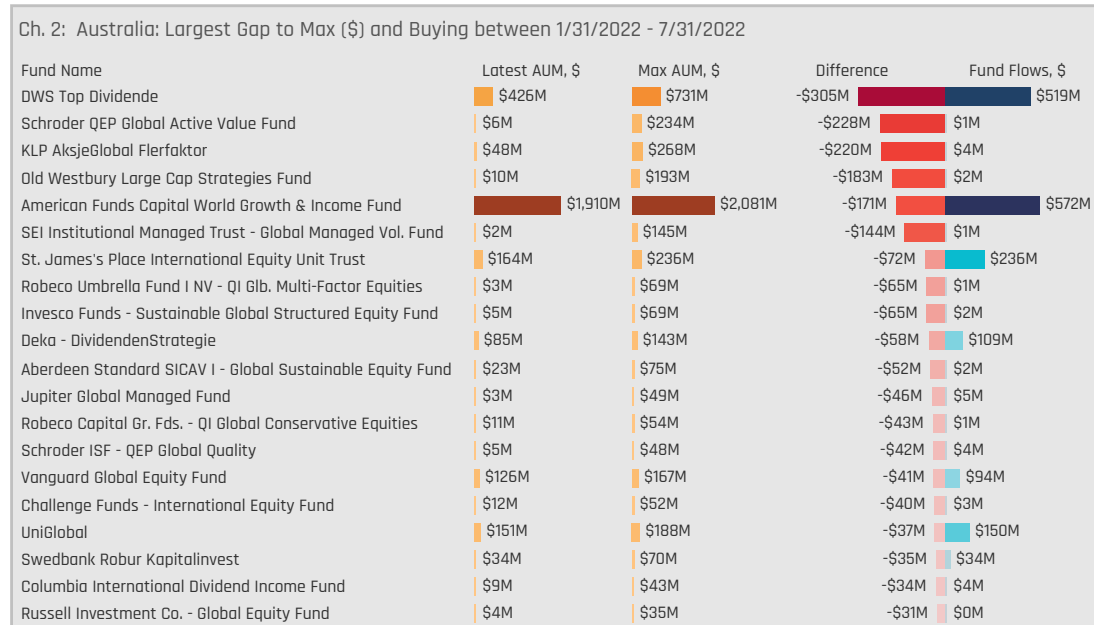 Ch. 2:  Australia: Largest Gap to Max ($) and Buying between 1/31/2022 - 7/31/2022
Fund Name Latest AUM, $ Max AUM, $ Difference Fund Flows, $
DWS Top Dividende $426M $731M -$305M $519M
Schroder QEP Global Active Value Fund $6M $234M -$228M $1M
KLP AksjeGlobal Flerfaktor $48M $268M -$220M $4M
Old Westbury Large Cap Strategies Fund $10M $193M -$183M $2M
American Funds Capital World Growth & Income Fund $1,910M $2,081M -$171M $572M
SEI Institutional Managed Trust - Global Managed Vol. Fund $2M $145M -$144M $1M
St. James's Place International Equity Unit Trust $164M $236M -$72M $236M
Robeco Umbrella Fund I NV - QI Glb. Multi-Factor Equities $3M $69M -$65M $1M
Invesco Funds - Sustainable Global Structured Equity Fund $5M $69M -$65M $2M
Deka - DividendenStrategie $85M $143M -$58M $109M
Aberdeen Standard SICAV I - Global Sustainable Equity Fund $23M $75M -$52M $2M
Jupiter Global Managed Fund $3M $49M -$46M $5M
Robeco Capital Gr. Fds. - QI Global Conservative Equities $11M $54M -$43M $1M
Schroder ISF - QEP Global Quality $5M $48M -$42M $4M
Vanguard Global Equity Fund $126M $167M -$41M $94M
Challenge Funds - International Equity Fund $12M $52M -$40M $3M
UniGlobal $151M $188M -$37M $150M
Swedbank Robur Kapitalinvest $34M $70M -$35M $34M
Columbia International Dividend Income Fund $9M $43M -$34M $4M
Russell Investment Co. - Global Equity Fund $4M $35M -$31M $0M